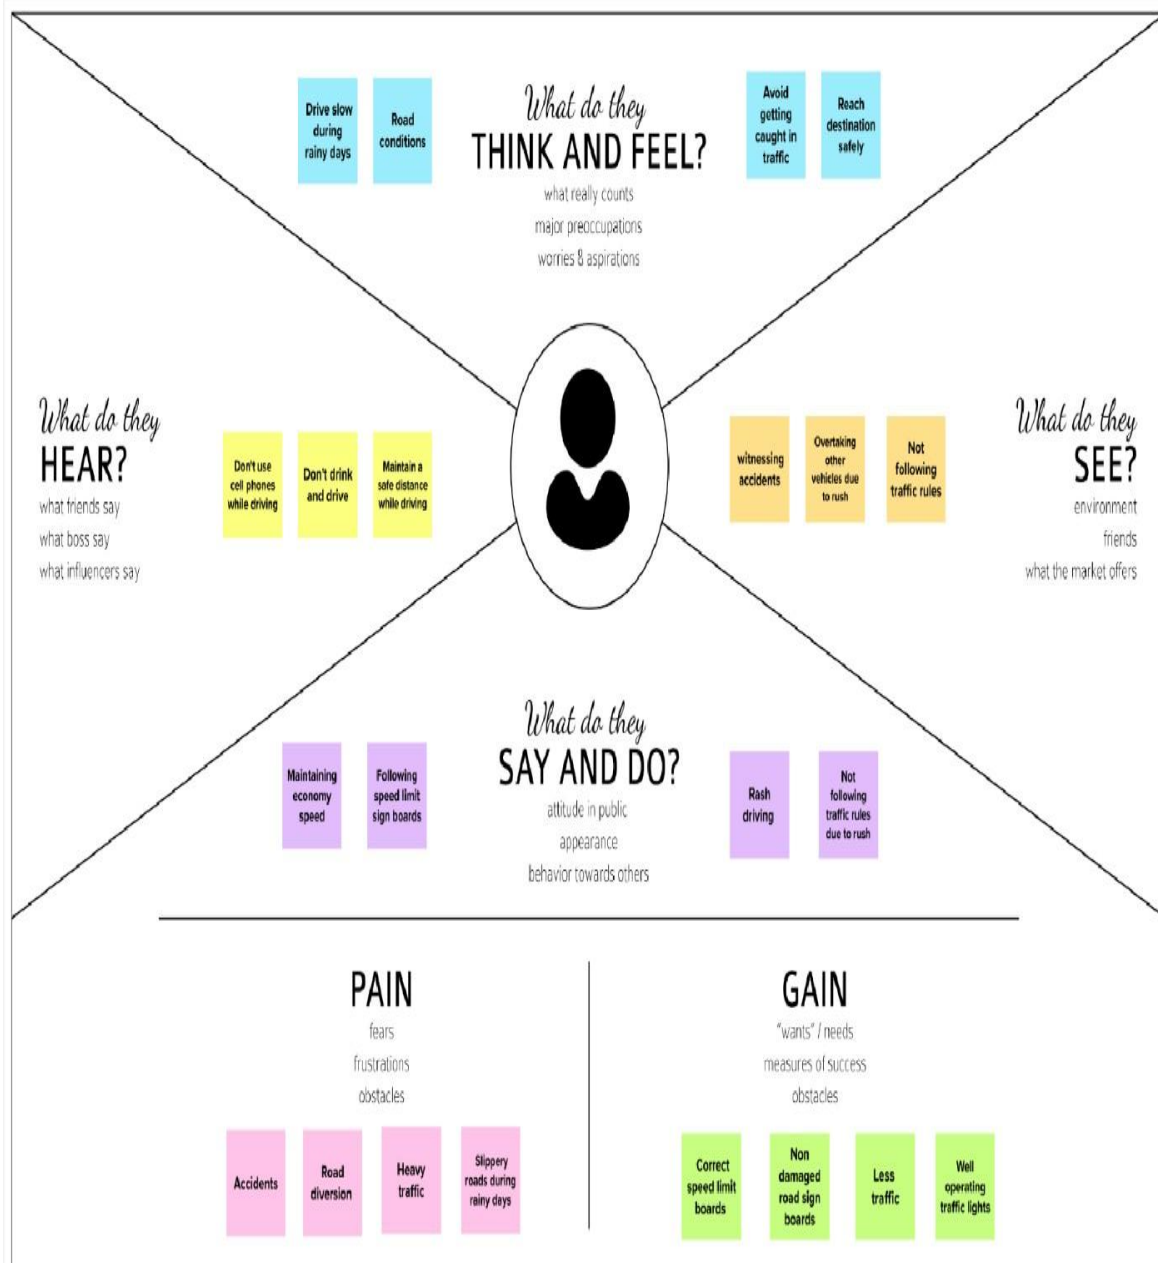 What do they
THINK AND FEEL?
what really counts
major preoccupations
worries & aspirations
Drive slow
during
rainy days
Road
conditions
Avoid
getting
caught in
traffic
Reach
destination
safely
What do they
HEAR?
what friends say
what boss say
what influencers say
Don't use
cell phones
while driving
Don't drink
and drive
Maintain a
safe distance
while driving
witnessing
accidents
Overtaking
other
vehicles due
to rush
Not
following
traffic rules
What do they
SEE?
environment
friends
what the market offers
What do they
SAY AND DO?
attitude in public
appearance
behavior towards others
Maintaining
economy
speed
Following
speed limit
sign boards
Rash
driving
Not
following
traffic rules
due to rush
PAIN
fears
frustrations
obstacles
Accidents
Road
diversion
Heavy
traffic
Slippery
roads during
rainy days
GAIN
"wants" / needs
measures of success
obstacles
Correct
speed limit
boards
Non
damaged
road sign
boards
Less
traffic
Well
operating
traffic lights